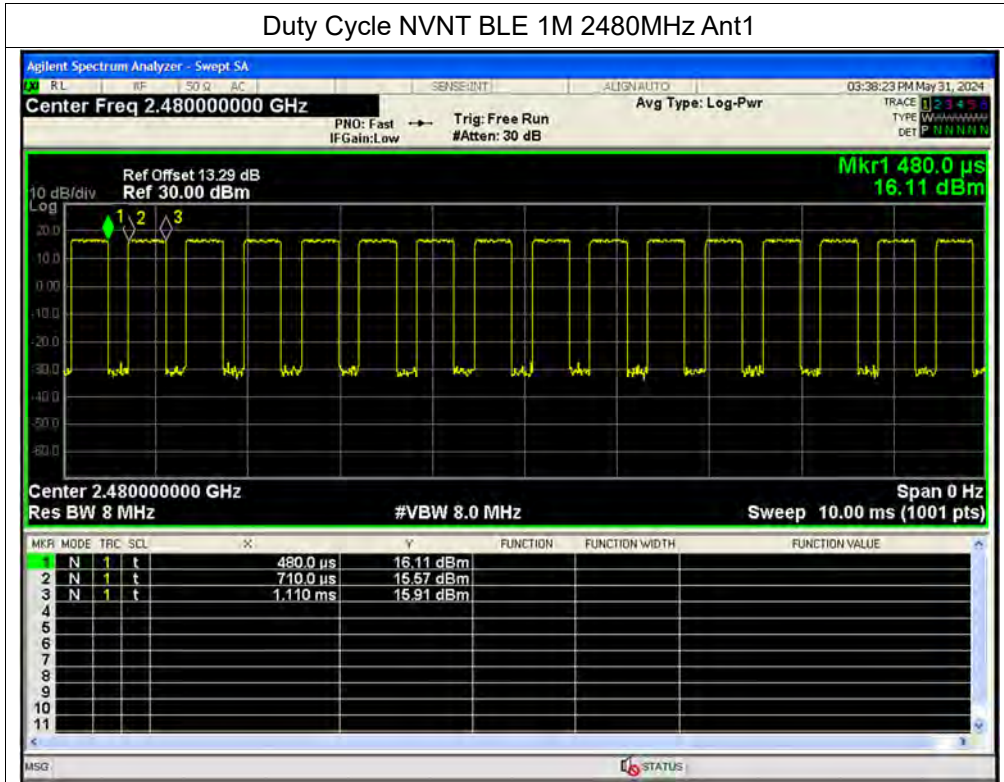 Duty Cycle NVNT BLE 1M 2480MHz Ant1
Agilent Spectrum Analyzer - Swept SA
LXI RL RF 50 Ω AC SENSE:INT ALIGNAUTO 03:38:23 PM May 31, 2024
Center Freq 2.480000000 GHz Avg Type: Log-Pwr TRACE 1 2 3 4 5 6
PNO: Fast Trig: Free Run TYPE W
IFGain:Low #Atten: 30 dB DET P N N N N N
Mkr1 480.0 µs
16.11 dBm
Ref Offset 13.29 dB
10 dB/div Ref 30.00 dBm
Log
1 2 3
20.0
10.0
0.00
-10.0
-20.0
-30.0
-40.0
-50.0
-60.0
Center 2.480000000 GHz Span 0 Hz
Res BW 8 MHz #VBW 8.0 MHz Sweep 10.00 ms (1001 pts)
MKR MODE TRC SCL X Y FUNCTION FUNCTION WIDTH FUNCTION VALUE
1 N 1 t 480.0 µs 16.11 dBm
2 N 1 t 710.0 µs 15.57 dBm
3 N 1 t 1.110 ms 15.91 dBm
4
5
6
7
8
9
10
11
MSG STATUS